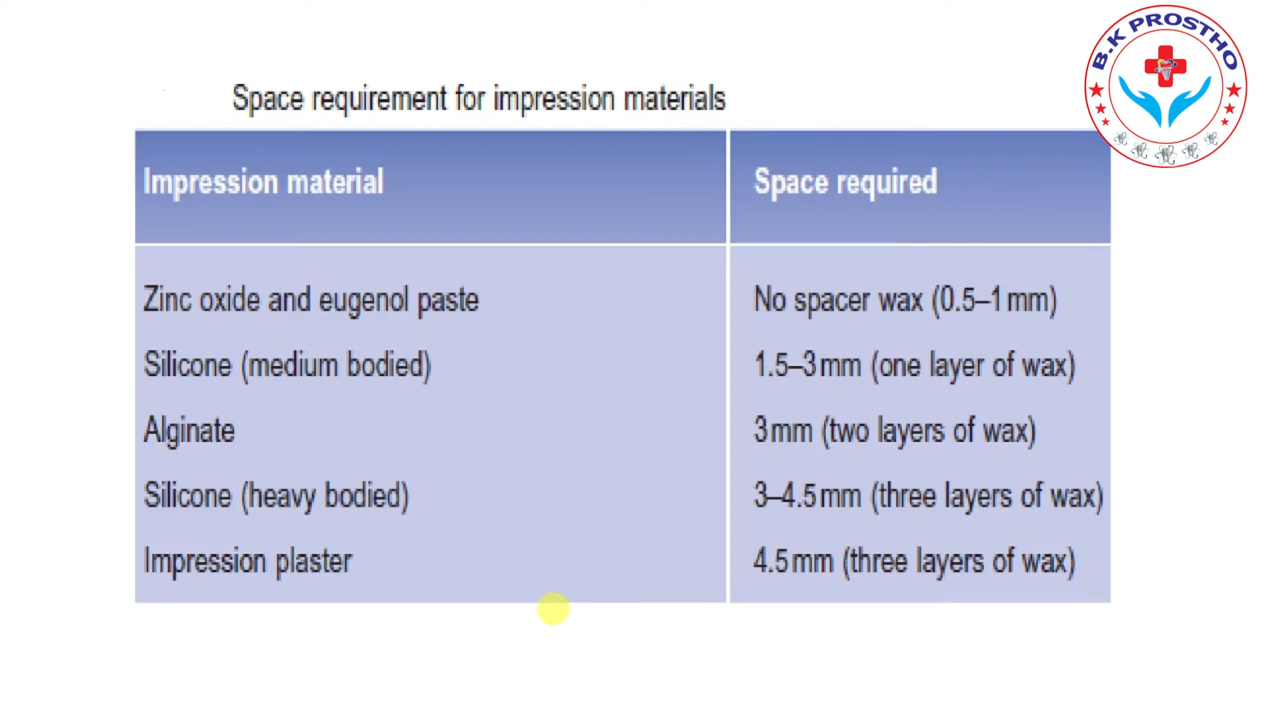 B.K PROSTHO
Space requirement for impression materials
Impression material Space required
Zinc oxide and eugenol paste No spacer wax (0.5–1 mm)
Silicone (medium bodied) 1.5–3 mm (one layer of wax)
Alginate 3 mm (two layers of wax)
Silicone (heavy bodied) 3–4.5 mm (three layers of wax)
Impression plaster 4.5 mm (three layers of wax)